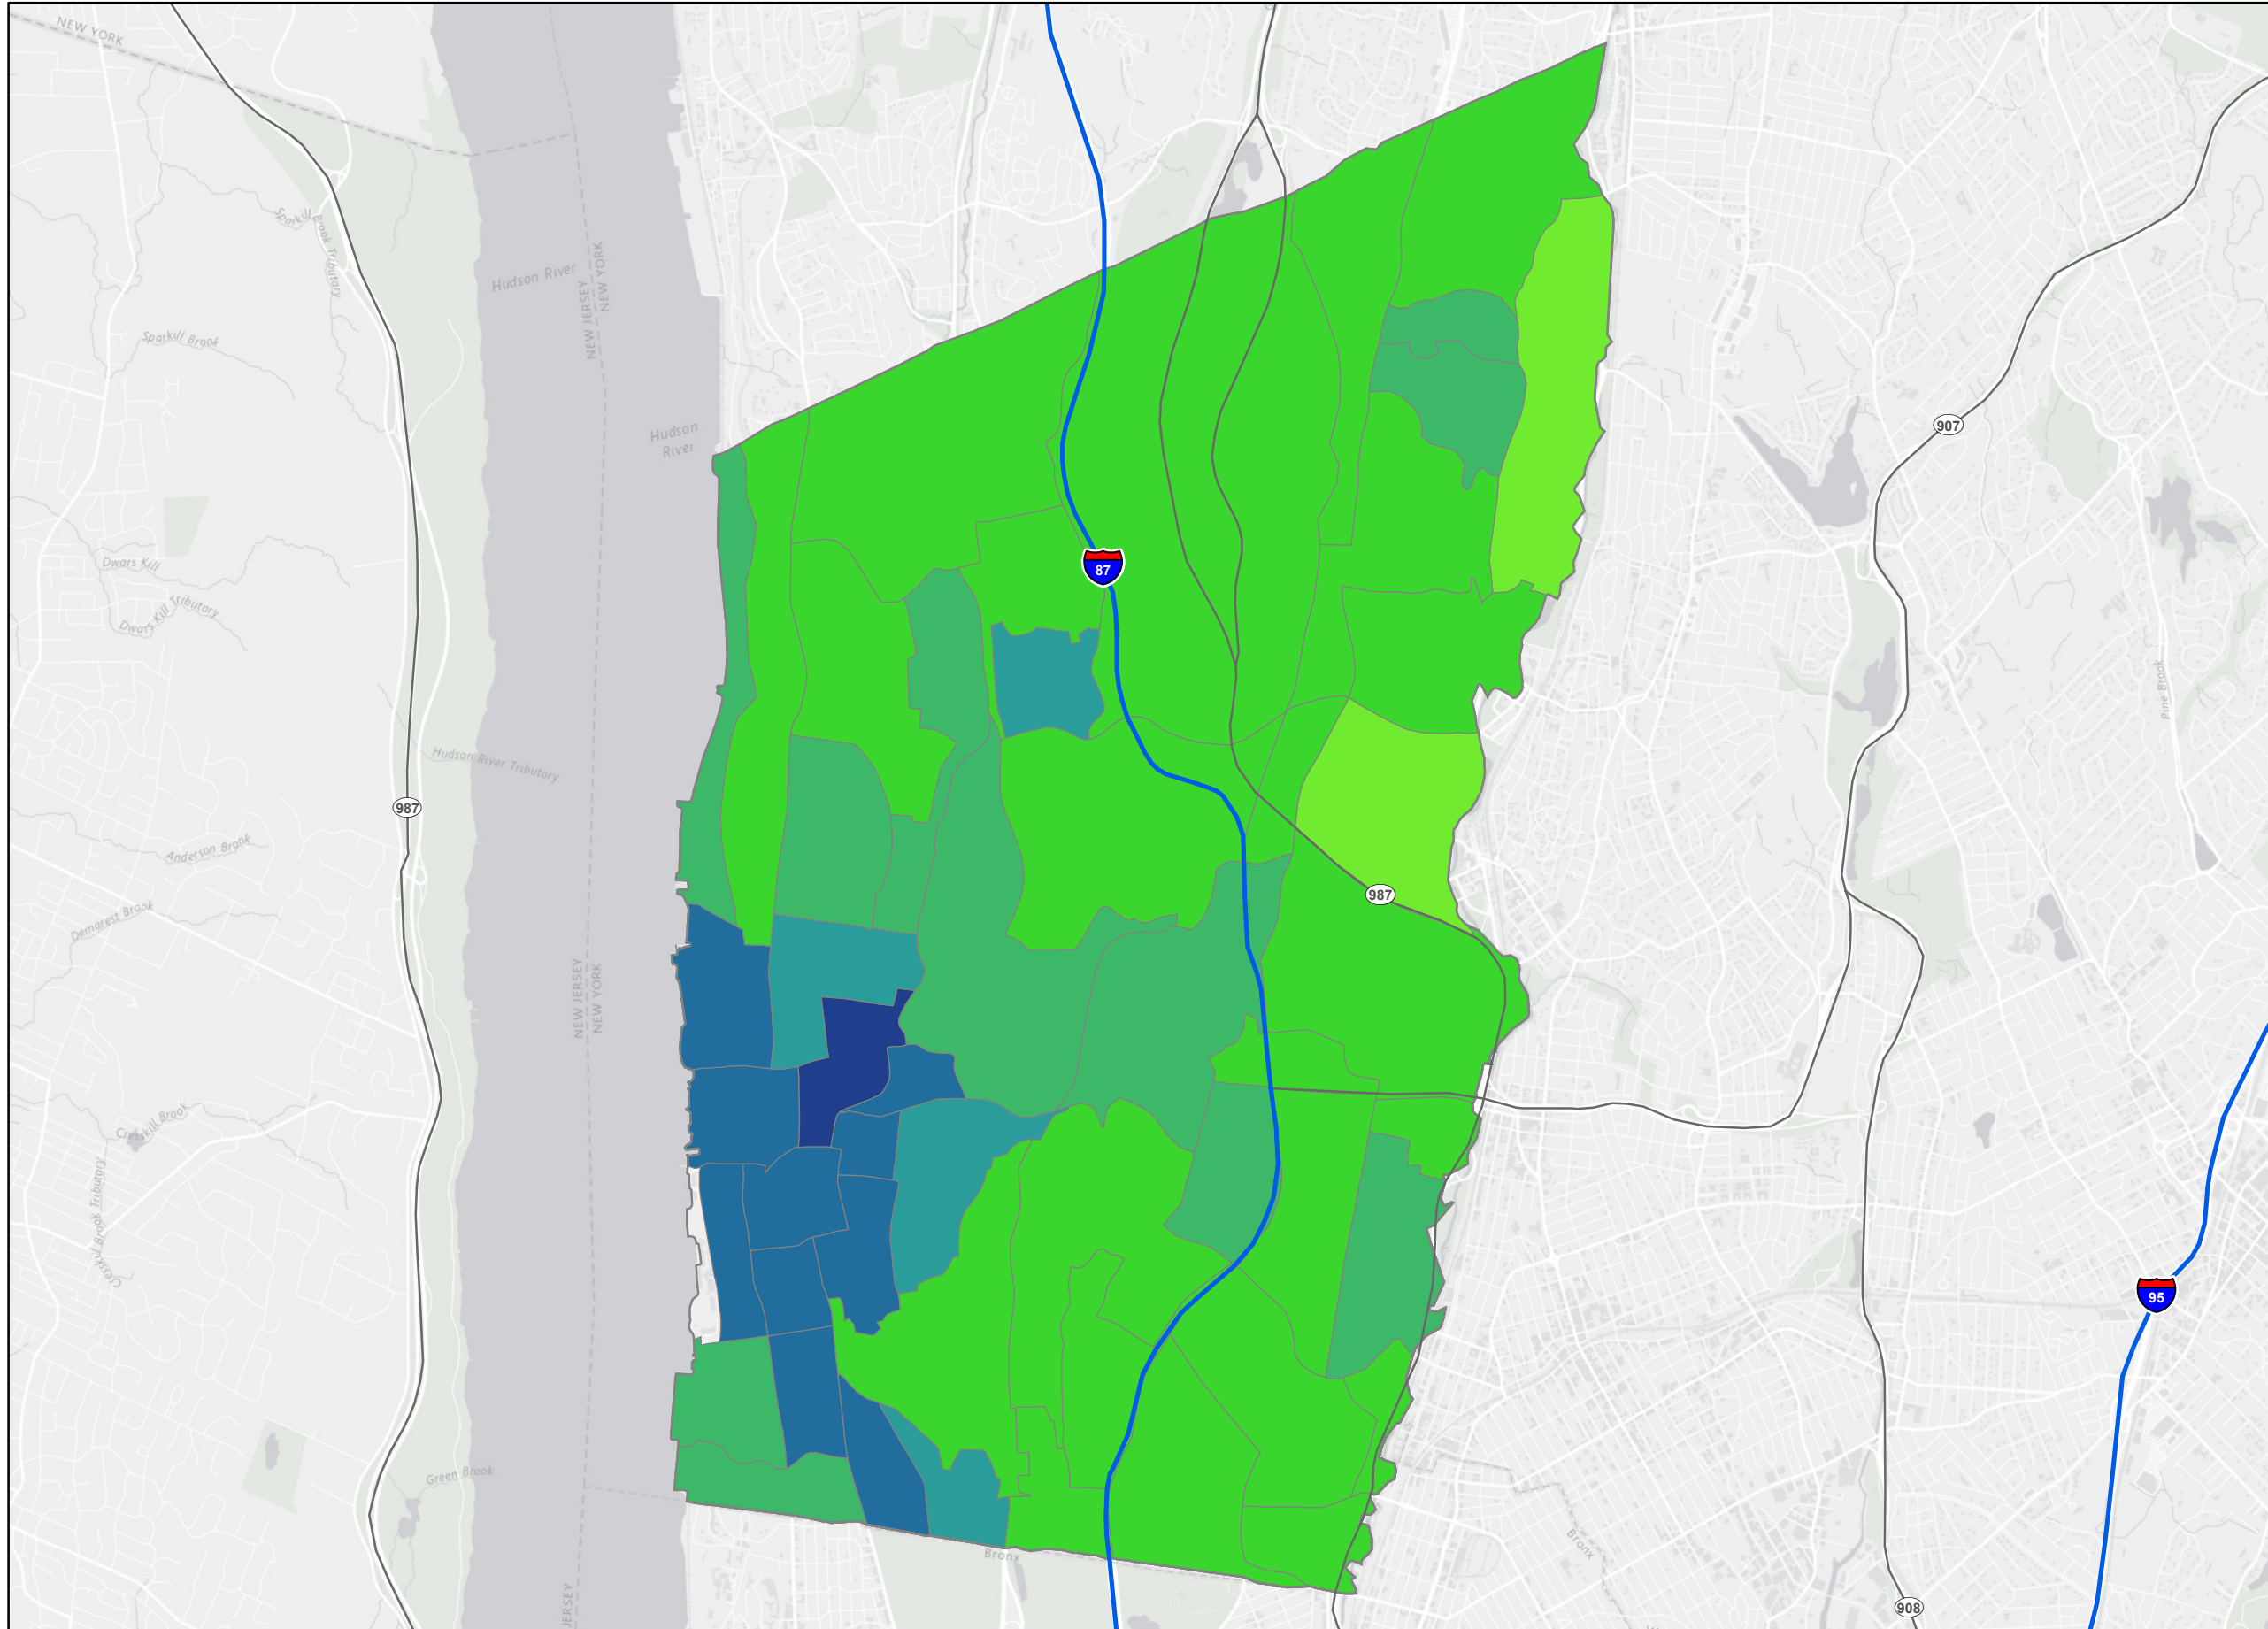 NEW YORK
Sparkill Brook Tributary
Hudson River
NEW JERSEY
NEW YORK
Sparkill Brook
Hudson
River
907
Dwars Kill
Dwars Kill Tributary
87
Pine Brook
Hudson River Tributary
987
Anderson Brook
987
Demarest Brook
NEW JERSEY
NEW YORK
Cresskill Brook
Cresskill Brook Tributary
95
Green Brook
Bronx
Bronx
JERSEY
908